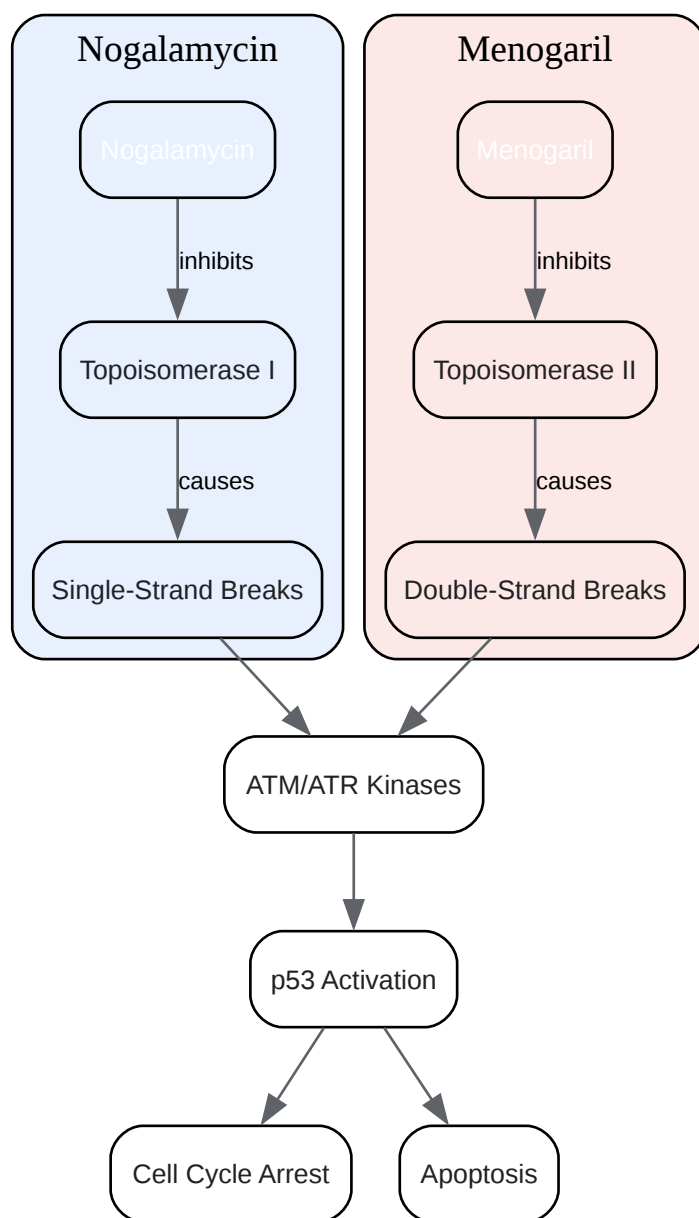 Nogalamycin
Menogaril
Nogalamycin
Menogaril
inhibits
inhibits
Topoisomerase I
Topoisomerase II
causes
causes
Single-Strand Breaks
Double-Strand Breaks
ATM/ATR Kinases
p53 Activation
Cell Cycle Arrest
Apoptosis